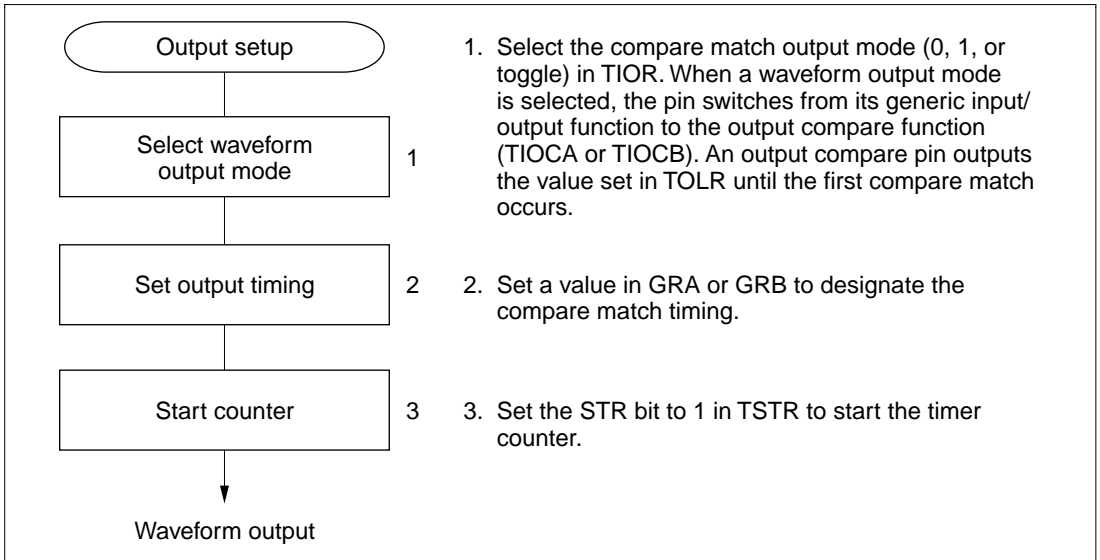 Output setup
Select waveform
output mode
1
Set output timing
2
Start counter
3
Waveform output
1. Select the compare match output mode (0, 1, or
toggle) in TIOR. When a waveform output mode
is selected, the pin switches from its generic input/
output function to the output compare function
(TIOCA or TIOCB). An output compare pin outputs
the value set in TOLR until the first compare match
occurs.
2. Set a value in GRA or GRB to designate the
compare match timing.
3. Set the STR bit to 1 in TSTR to start the timer
counter.